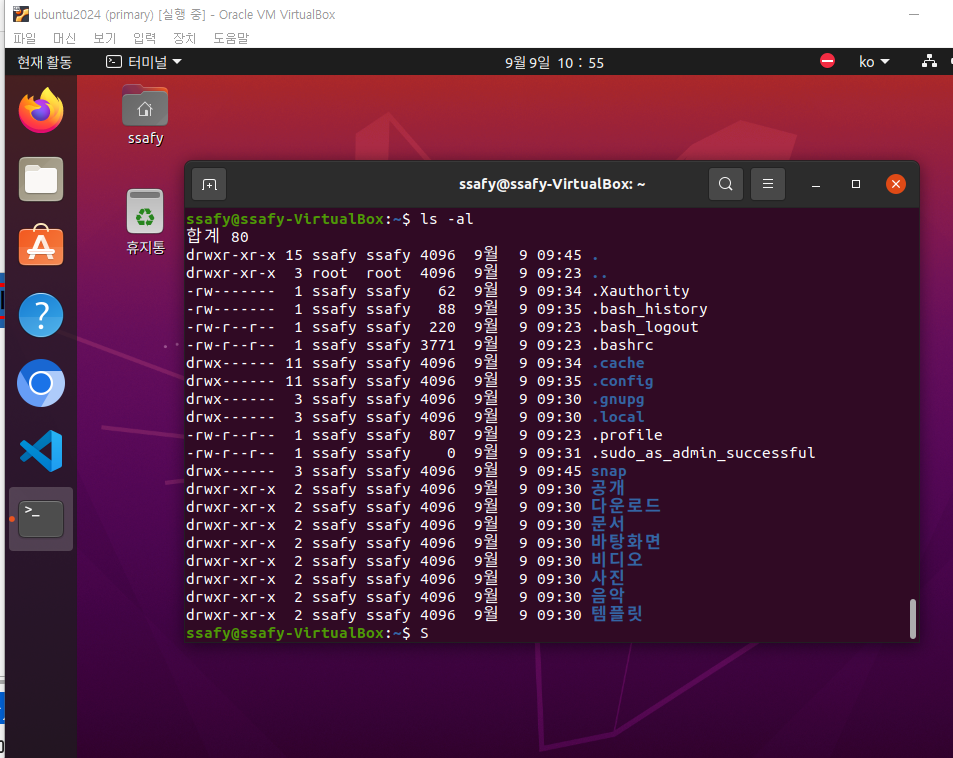 ubuntu2024 (primary) [실행 중] - Oracle VM VirtualBox
파일 머신 보기 입력 장치 도움말
현재 활동 터미널 9월 9일 10 : 55 ko
ssafy
휴지통
ssafy@ssafy-VirtualBox: ~
ssafy@ssafy-VirtualBox:~$ ls -al
합계 80
drwxr-xr-x 15 ssafy ssafy 4096 9월 9 09:45 .
drwxr-xr-x 3 root root 4096 9월 9 09:23 ..
-rw------- 1 ssafy ssafy 62 9월 9 09:34 .Xauthority
-rw------- 1 ssafy ssafy 88 9월 9 09:35 .bash_history
-rw-r--r-- 1 ssafy ssafy 220 9월 9 09:23 .bash_logout
-rw-r--r-- 1 ssafy ssafy 3771 9월 9 09:23 .bashrc
drwx------ 11 ssafy ssafy 4096 9월 9 09:34 .cache
drwx------ 11 ssafy ssafy 4096 9월 9 09:35 .config
drwx------ 3 ssafy ssafy 4096 9월 9 09:30 .gnupg
drwx------ 3 ssafy ssafy 4096 9월 9 09:30 .local
-rw-r--r-- 1 ssafy ssafy 807 9월 9 09:23 .profile
-rw-r--r-- 1 ssafy ssafy 0 9월 9 09:31 .sudo_as_admin_successful
drwx------ 3 ssafy ssafy 4096 9월 9 09:45 snap
drwxr-xr-x 2 ssafy ssafy 4096 9월 9 09:30 공개
drwxr-xr-x 2 ssafy ssafy 4096 9월 9 09:30 다운로드
drwxr-xr-x 2 ssafy ssafy 4096 9월 9 09:30 문서
drwxr-xr-x 2 ssafy ssafy 4096 9월 9 09:30 바탕화면
drwxr-xr-x 2 ssafy ssafy 4096 9월 9 09:30 비디오
drwxr-xr-x 2 ssafy ssafy 4096 9월 9 09:30 사진
drwxr-xr-x 2 ssafy ssafy 4096 9월 9 09:30 음악
drwxr-xr-x 2 ssafy ssafy 4096 9월 9 09:30 템플릿
ssafy@ssafy-VirtualBox:~$ S